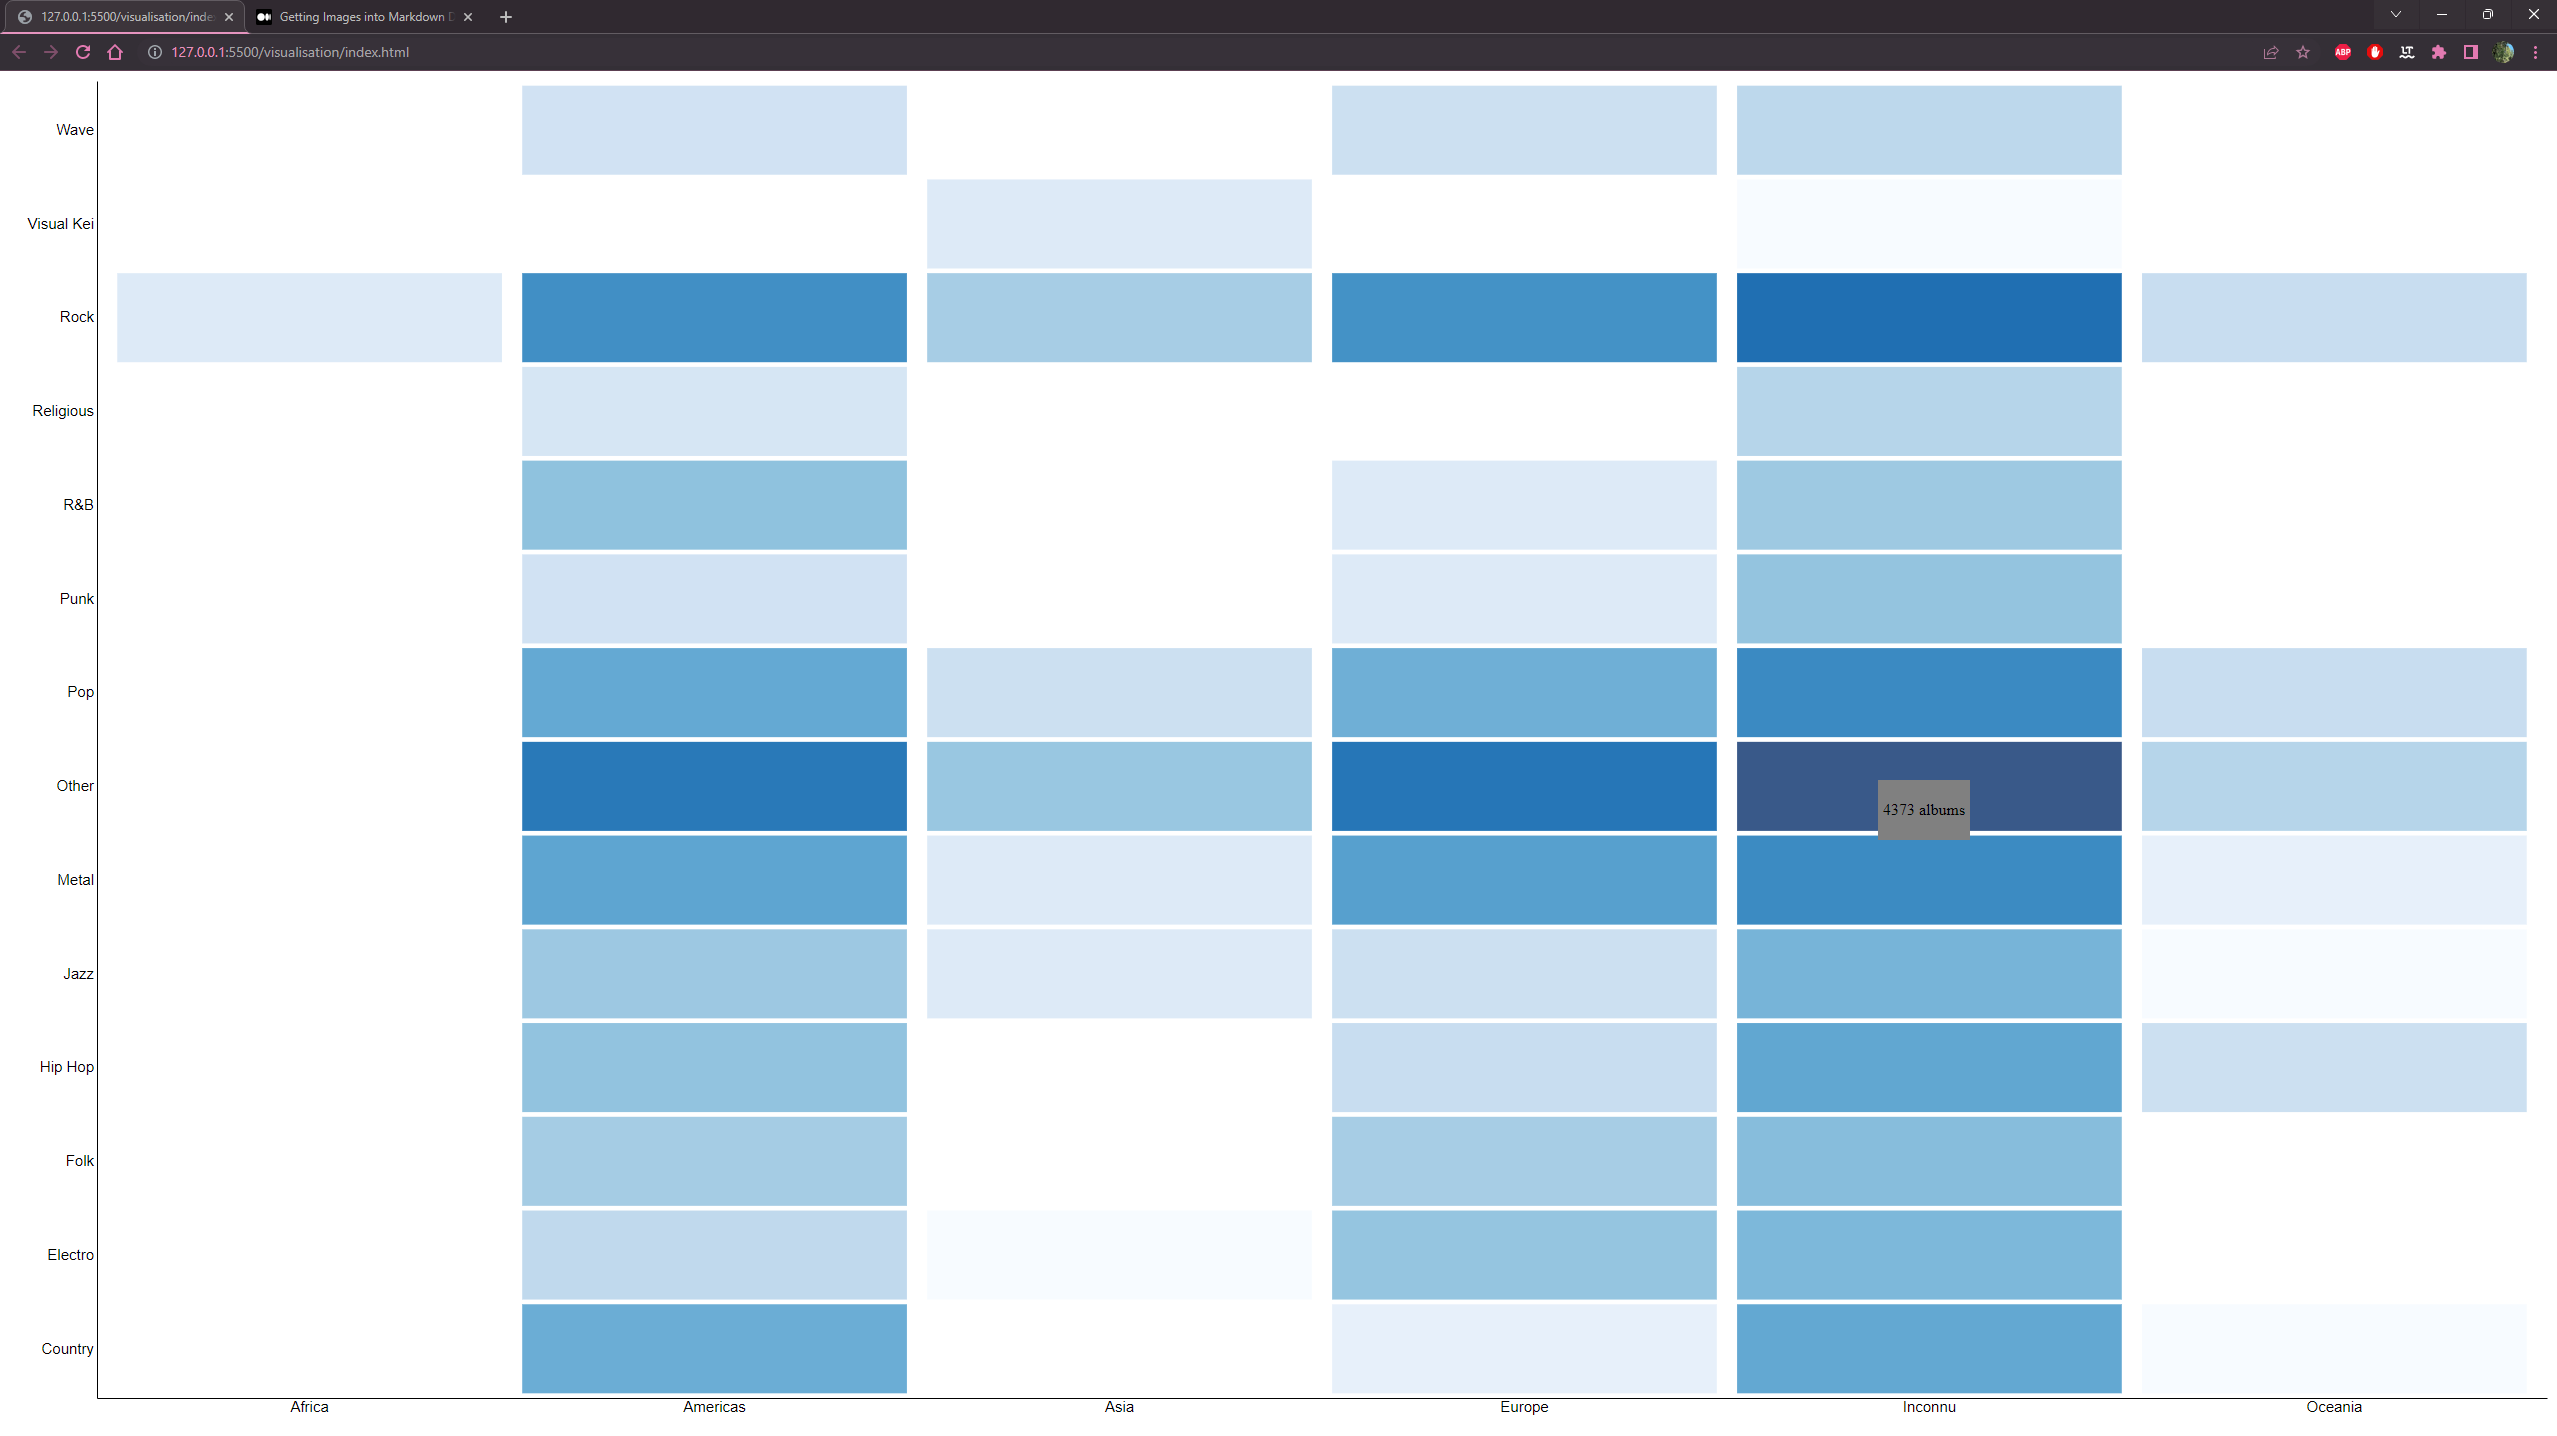 127.0.0.1:5500/visualisation/inde
Getting Images into Markdown D
127.0.0.1:5500/visualisation/index.html
ABP
LT
Wave
Visual Kei
Rock
Religious
R&B
Punk
Pop
Other
4373 albums
Metal
Jazz
Hip Hop
Folk
Electro
Country
Africa
Americas
Asia
Europe
Inconnu
Oceania